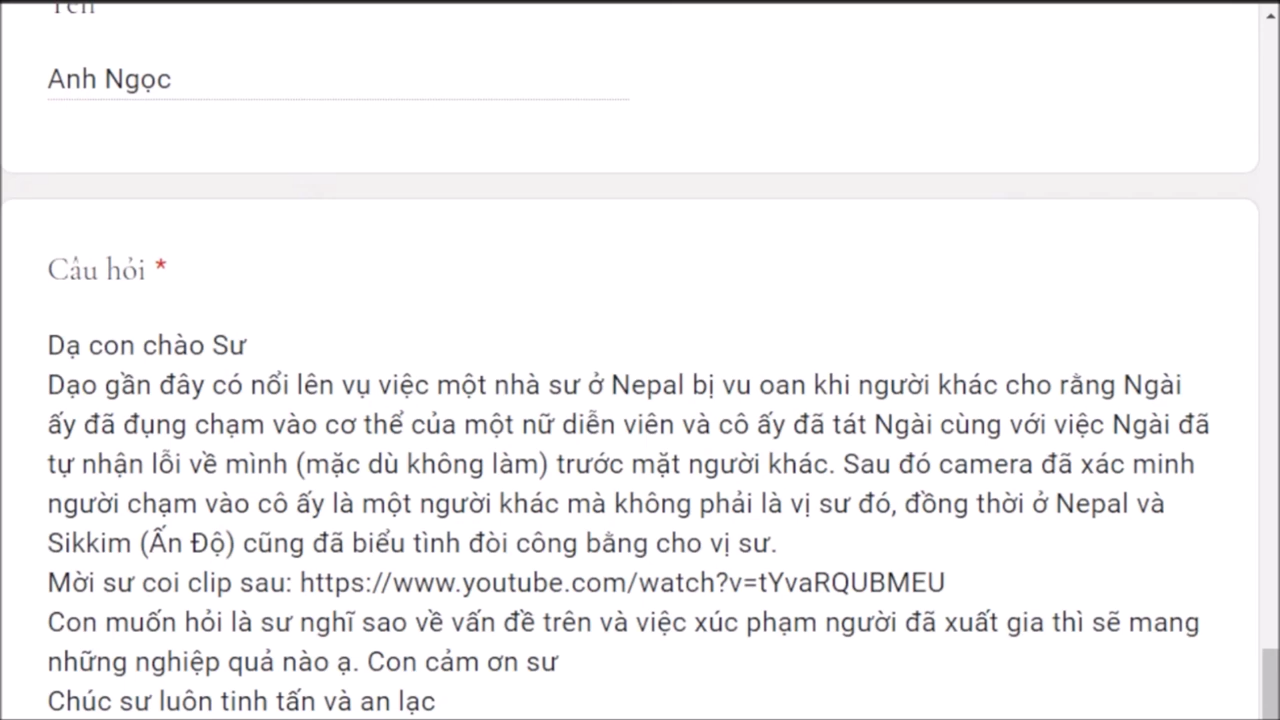 Tên
Anh Ngọc
Câu hỏi *
Dạ con chào Sư
Dạo gần đây có nổi lên vụ việc một nhà sư ở Nepal bị vu oan khi người khác cho rằng Ngài
ấy đã đụng chạm vào cơ thể của một nữ diễn viên và cô ấy đã tát Ngài cùng với việc Ngài đã
tự nhận lỗi về mình (mặc dù không làm) trước mặt người khác. Sau đó camera đã xác minh
người chạm vào cô ấy là một người khác mà không phải là vị sư đó, đồng thời ở Nepal và
Sikkim (Ấn Độ) cũng đã biểu tình đòi công bằng cho vị sư.
Mời sư coi clip sau: https://www.youtube.com/watch?v=tYvaRQUBMEU
Con muốn hỏi là sư nghĩ sao về vấn đề trên và việc xúc phạm người đã xuất gia thì sẽ mang
những nghiệp quả nào ạ. Con cảm ơn sư
Chúc sư luôn tinh tấn và an lạc